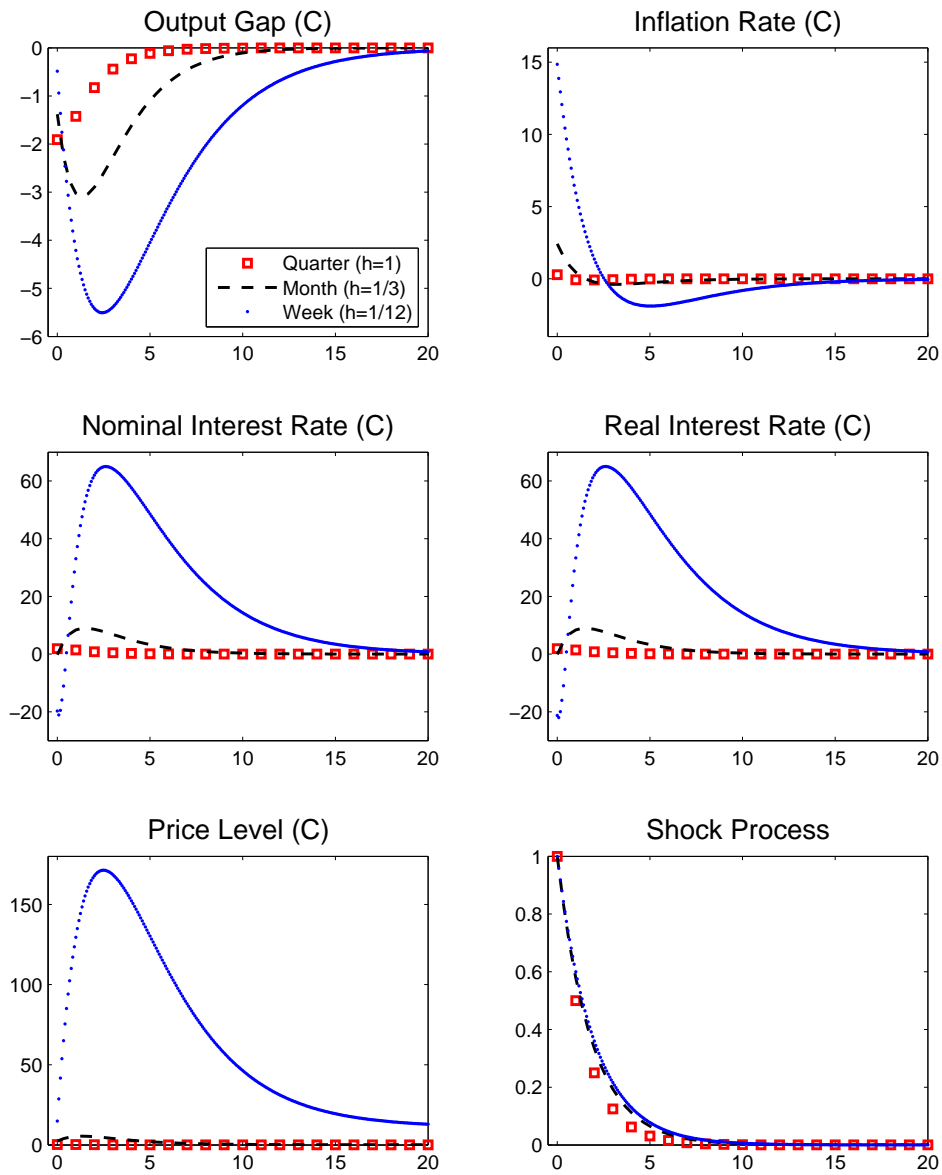 Output Gap (C)
Inflation Rate (C)
0
−1
−2
−3
−4
−5
−6
0 5 10 15 20
Quarter (h=1)
Month (h=1/3)
Week (h=1/12)
15
10
5
0
0 5 10 15 20
Nominal Interest Rate (C)
Real Interest Rate (C)
60
40
20
0
−20
0 5 10 15 20
60
40
20
0
−20
0 5 10 15 20
Price Level (C)
Shock Process
150
100
50
0
0 5 10 15 20
1
0.8
0.6
0.4
0.2
0
0 5 10 15 20